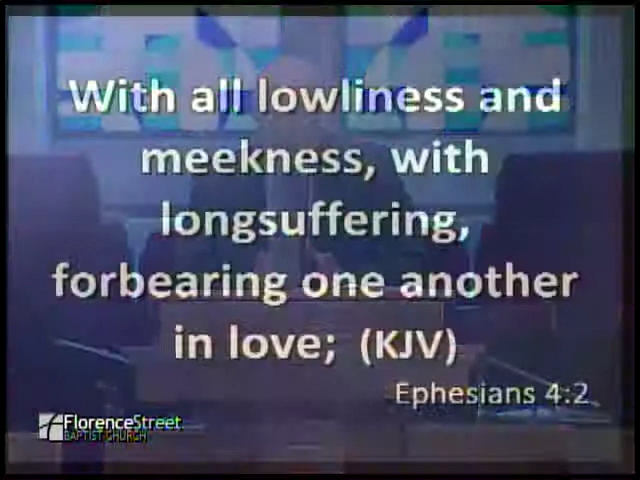 With all lowliness and
meekness, with
longsuffering,
forbearing one another
in love; (KJV)
Ephesians 4:2
FlorenceStreet
BAPTIST CHURCH